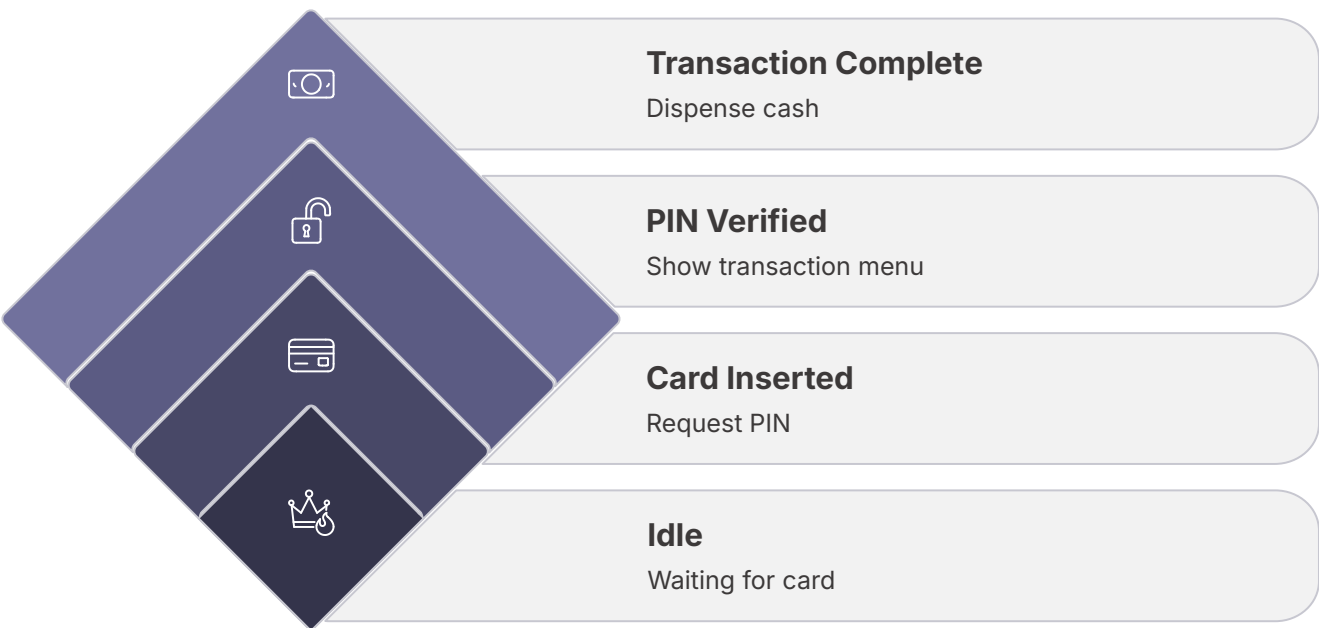 Transaction Complete
Dispense cash
PIN Verified
Show transaction menu
Card Inserted
Request PIN
Idle
Waiting for card